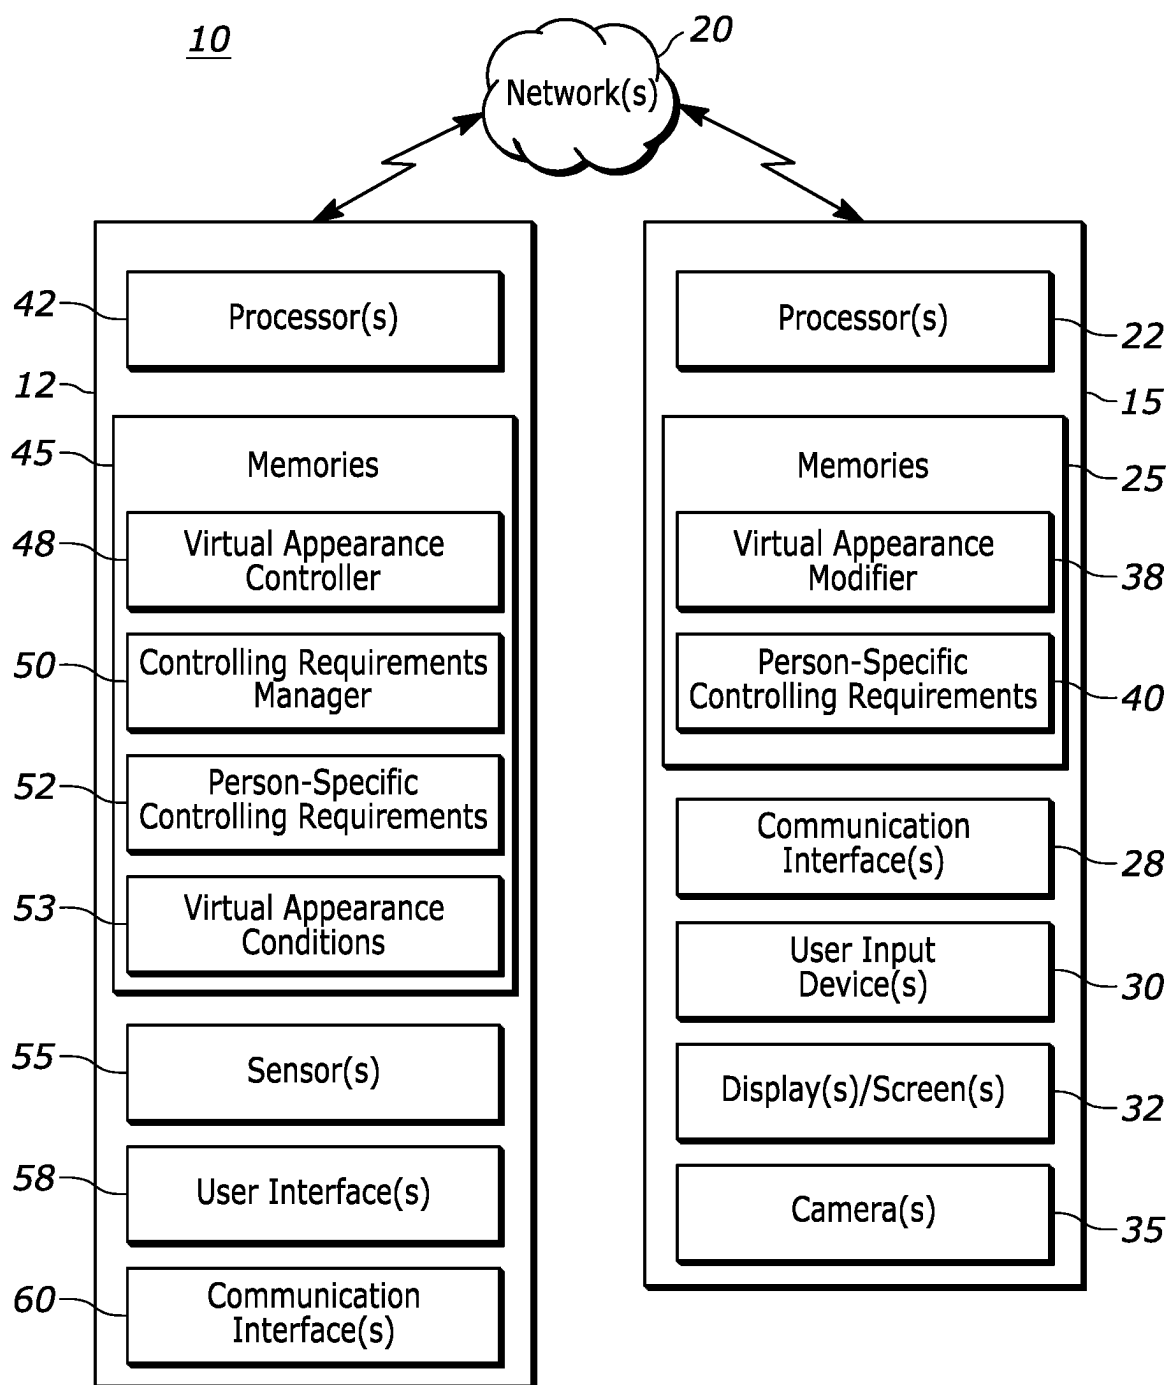 10
20
Network(s)
42
Processor(s)
12
45
Memories
48
Virtual Appearance
Controller
50
Controlling Requirements
Manager
52
Person-Specific
Controlling Requirements
53
Virtual Appearance
Conditions
55
Sensor(s)
58
User Interface(s)
60
Communication
Interface(s)
Processor(s)
22
15
Memories
25
Virtual Appearance
Modifier
38
Person-Specific
Controlling Requirements
40
Communication
Interface(s)
28
User Input
Device(s)
30
Display(s)/Screen(s)
32
Camera(s)
35